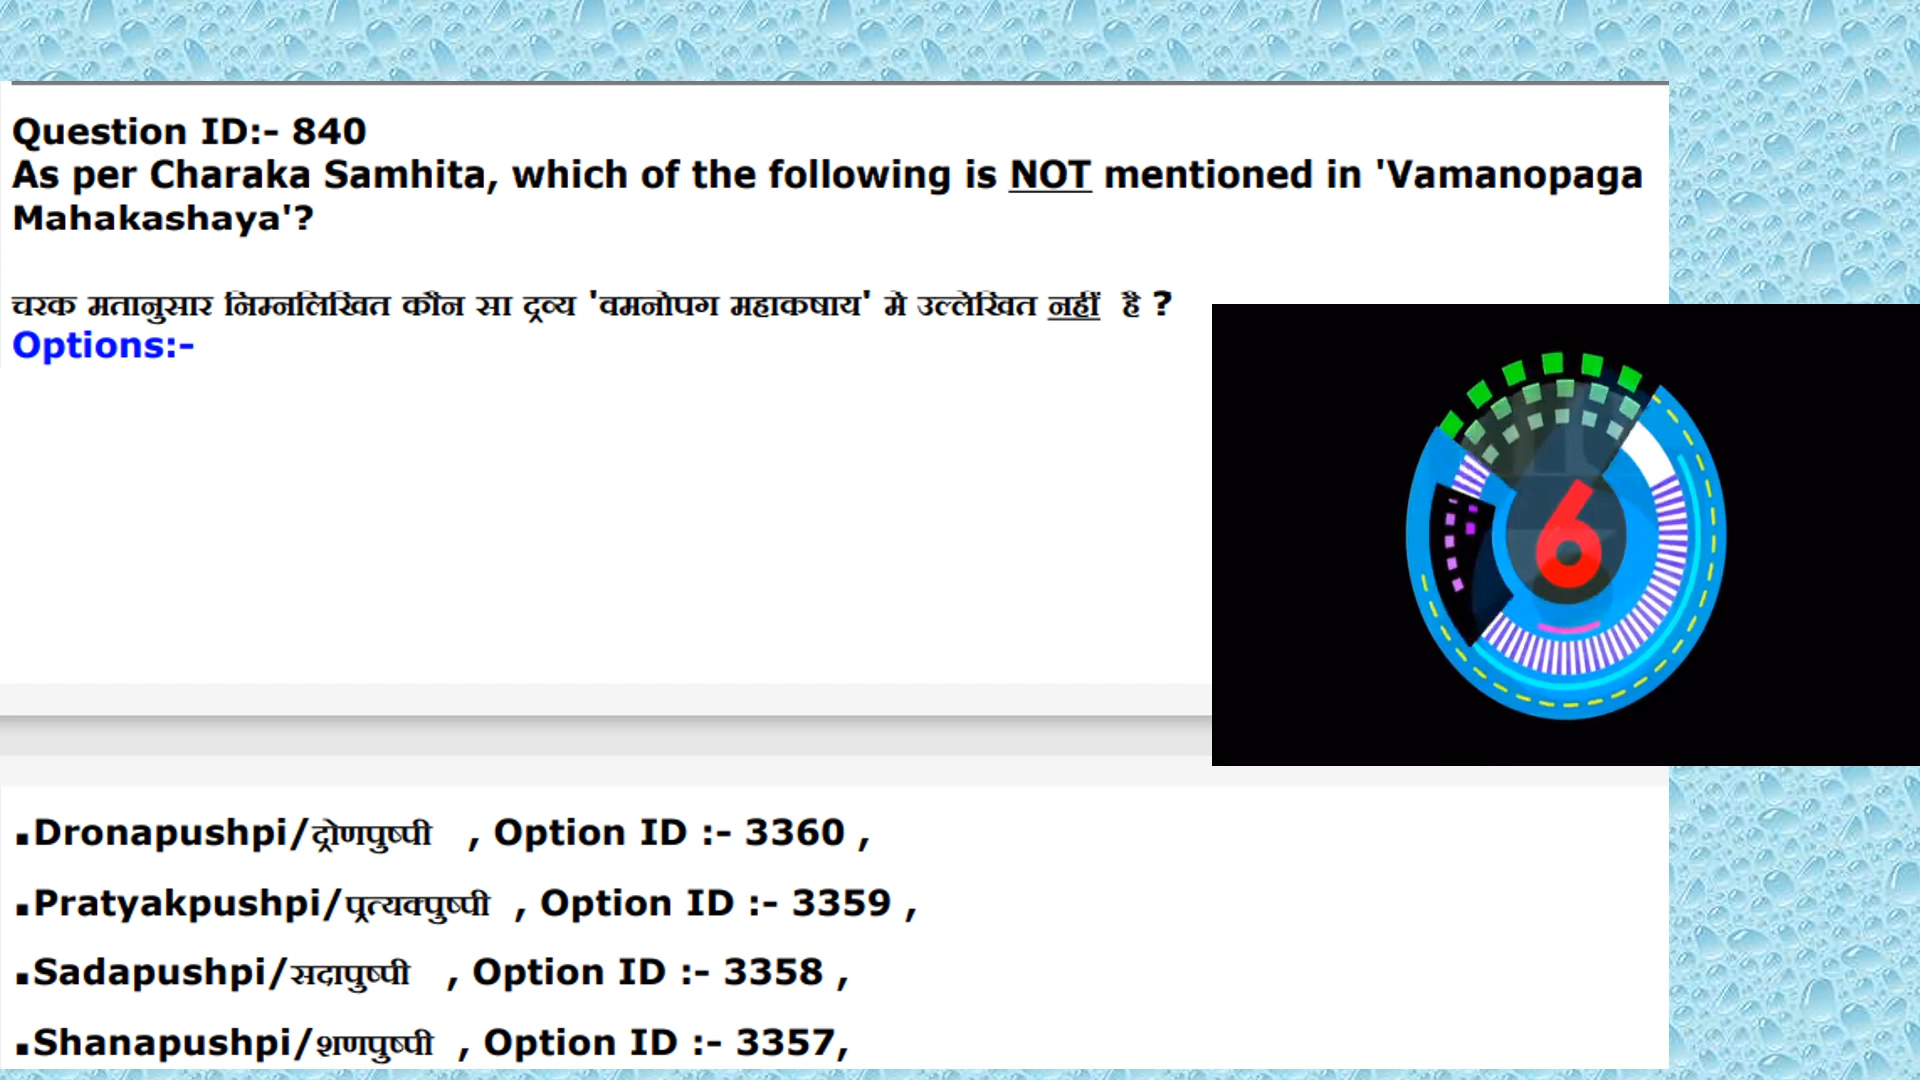 Question ID:- 840
As per Charaka Samhita, which of the following is NOT mentioned in 'Vamanopaga
Mahakashaya'?
चरक मतानुसार निम्नलिखित कौन सा द्रव्य 'वमनोपग महाकषाय' मे उल्लेखित नहीं है ?
Options:-
6
▪Dronapushpi/द्रोणपुष्पी , Option ID :- 3360 ,
▪Pratyakpushpi/प्रत्यक्पुष्पी , Option ID :- 3359 ,
▪Sadapushpi/सदापुष्पी , Option ID :- 3358 ,
▪Shanapushpi/शणपुष्पी , Option ID :- 3357,